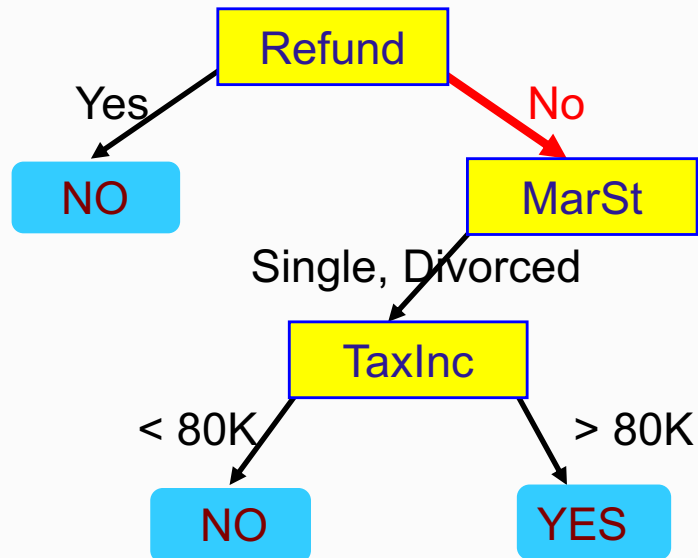 Refund
Yes
No
NO
MarSt
Single, Divorced
TaxInc
< 80K
> 80K
NO
YES